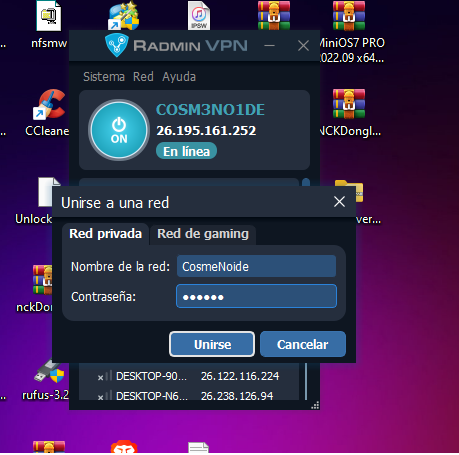 nfsmw
IPSW
MiniOS7 PRO
2022.09 x64...
RADMIN VPN
Sistema Red Ayuda
CCleane
COSM3NO1DE
26.195.161.252
ON
En línea
NCKDongl...
Unirse a una red
Red privada Red de gaming
Unlock
ver...
Nombre de la red: CosmeNoide
Contraseña: ●●●●●●
nckDon
Unirse Cancelar
rufus-3.2
DESKTOP-90... 26.122.116.224
DESKTOP-N6... 26.238.126.94